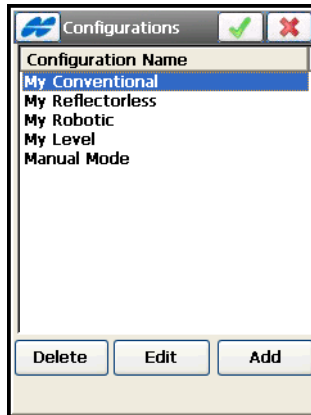 Configurations
Configuration Name
My Conventional
My Reflectorless
My Robotic
My Level
Manual Mode
Delete Edit Add